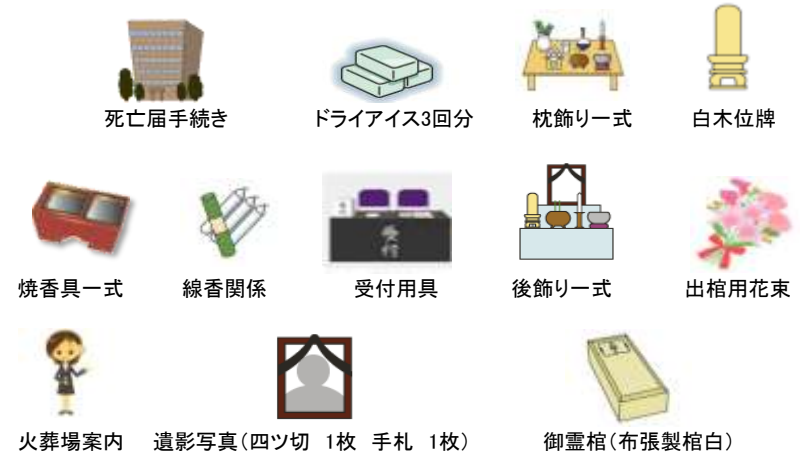 死亡届手続き ドライアイス3回分 枕飾り一式 白木位牌
受付
焼香具一式 線香関係 受付用具 後飾り一式 出棺用花束
火葬場案内 遺影写真(四ツ切 1枚 手札 1枚) 御霊棺(布張製棺白)